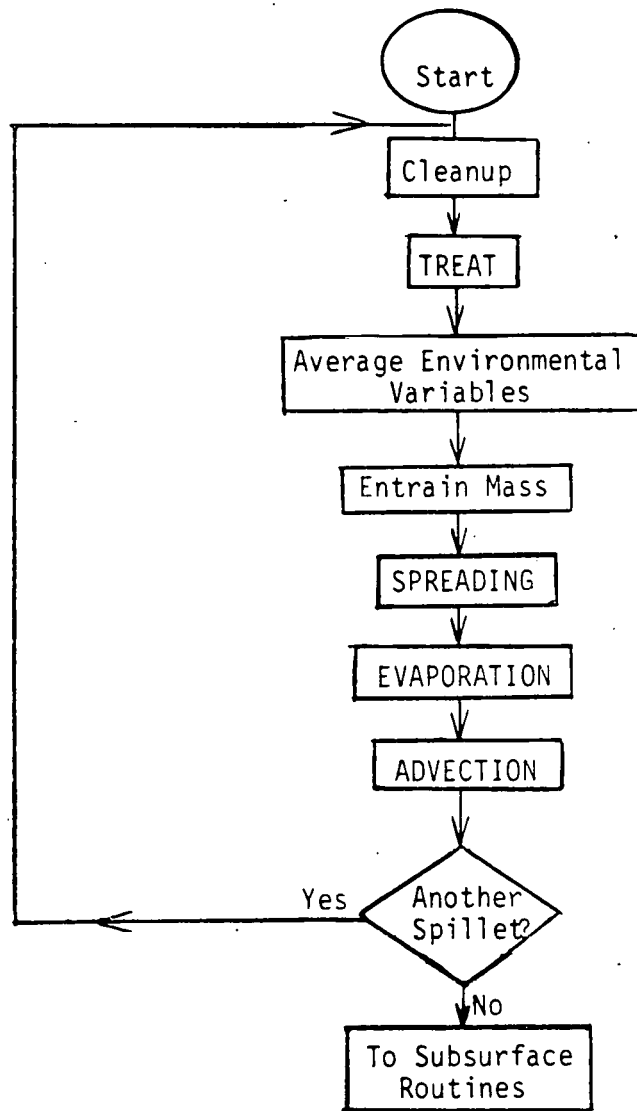 Start
Cleanup
TREAT
Average Environmental
Variables
Entrain Mass
SPREADING
EVAPORATION
ADVECTION
Yes
Another
Spillet?
No
To Subsurface
Routines